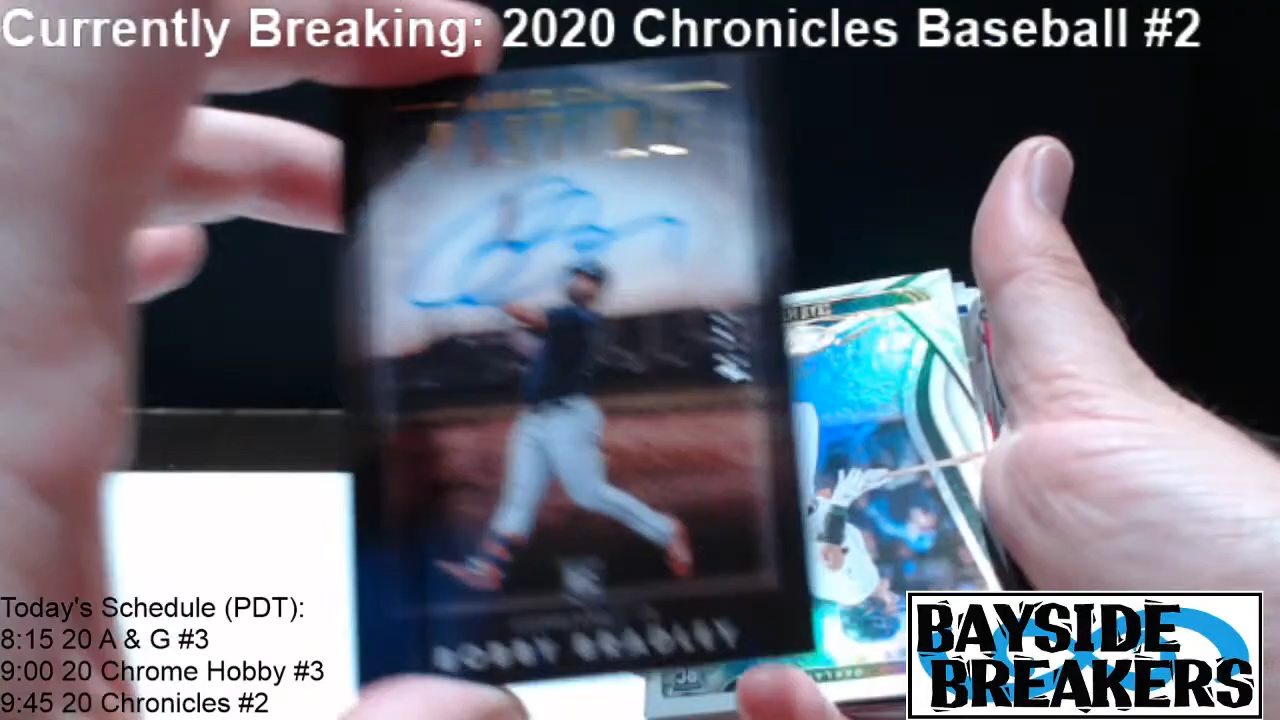 Currently Breaking: 2020 Chronicles Baseball #2
BOBBY BRADLEY
Today's Schedule (PDT):
8:15 20 A & G #3
9:00 20 Chrome Hobby #3
9:45 20 Chronicles #2
BAYSIDE
BREAKERS